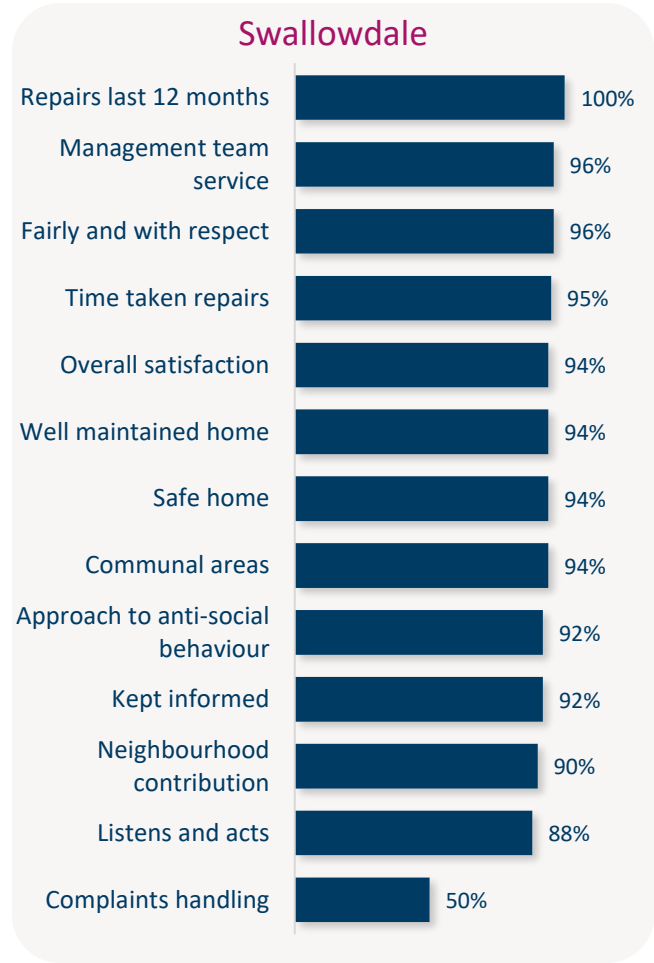 Swallowdale
Repairs last 12 months
100%
Management team
service
96%
Fairly and with respect
96%
Time taken repairs
95%
Overall satisfaction
94%
Well maintained home
94%
Safe home
94%
Communal areas
94%
Approach to anti-social
behaviour
92%
Kept informed
92%
Neighbourhood
contribution
90%
Listens and acts
88%
Complaints handling
50%